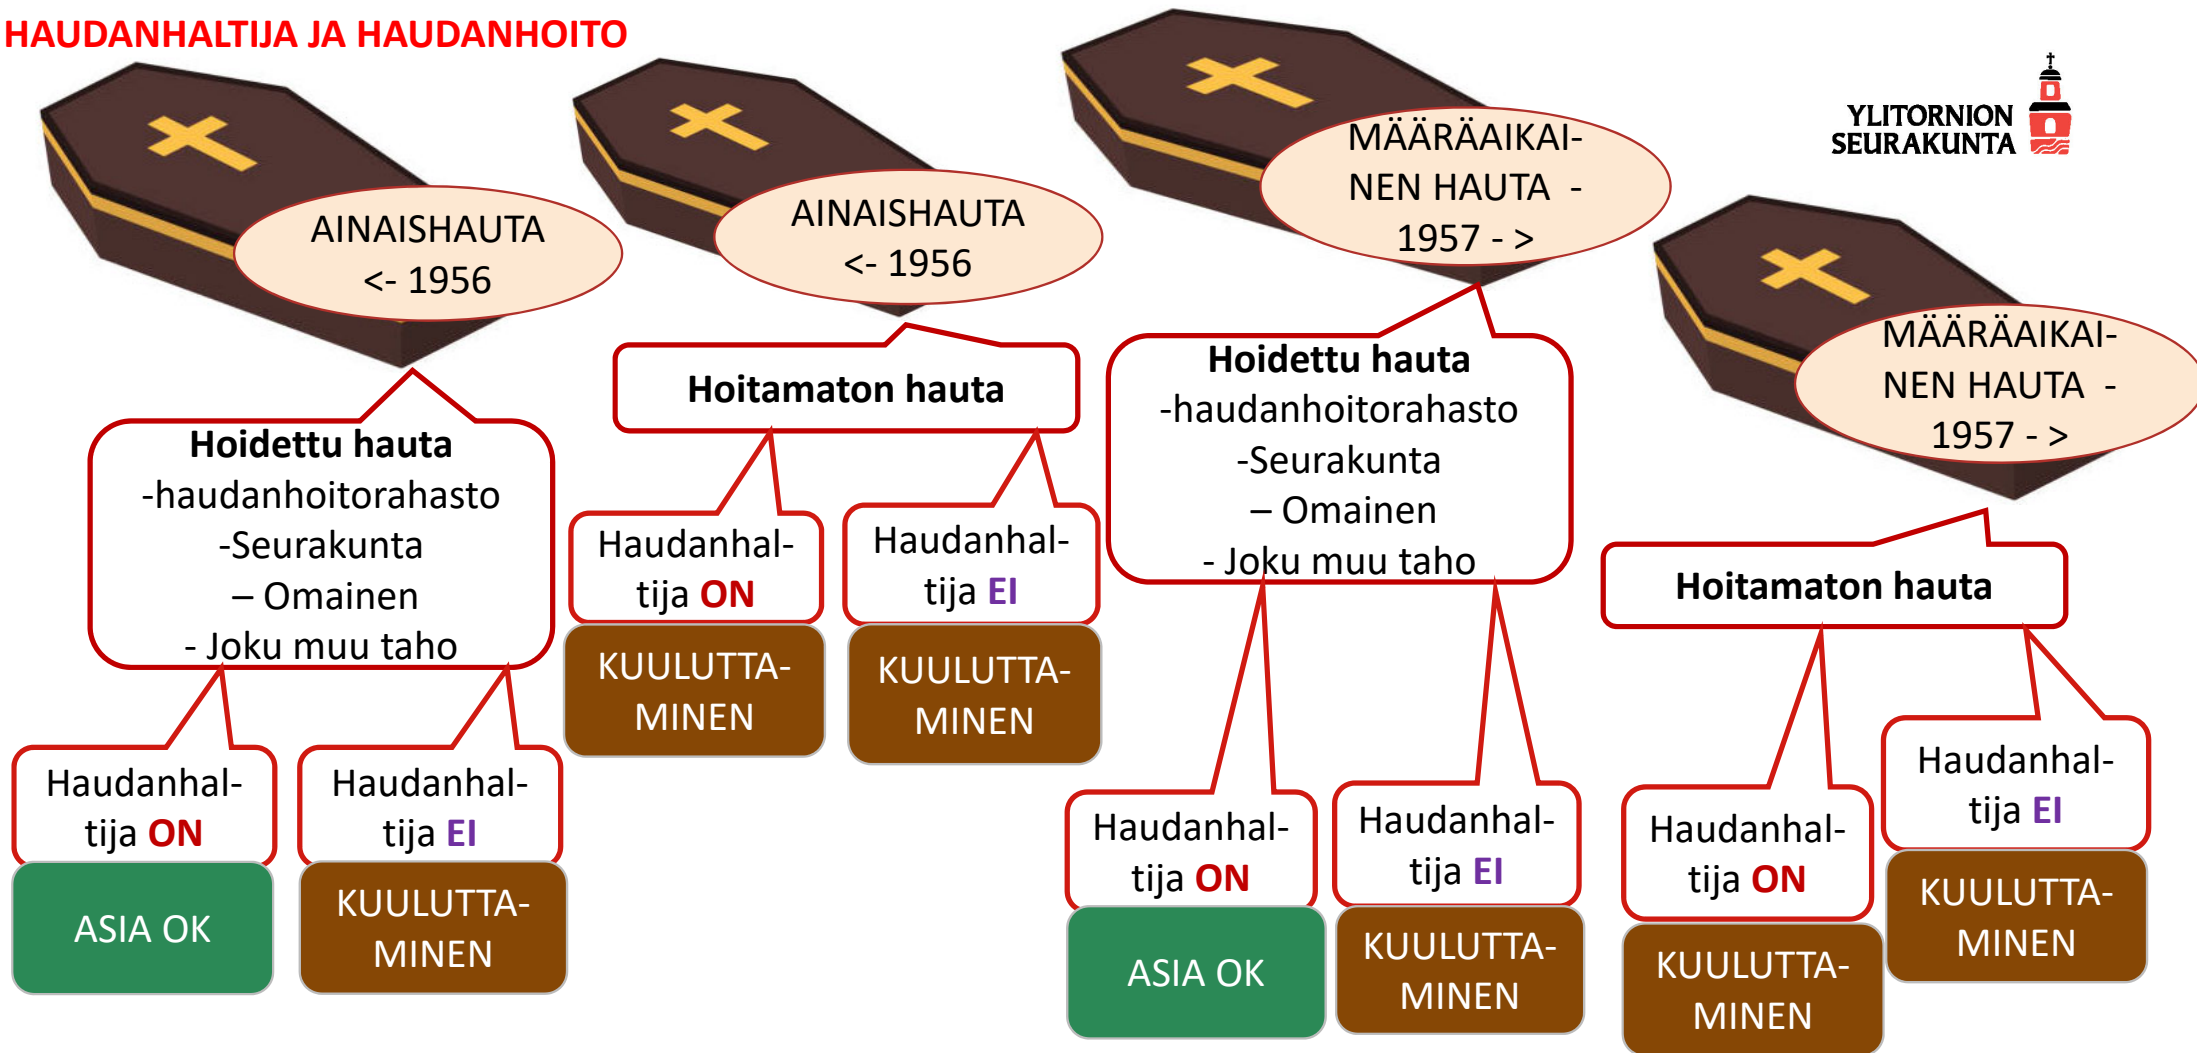 HAUDANHALTIJA JA HAUDANHOITO
YLITORNION
SEURAKUNTA
AINAISHAUTA
<- 1956
Hoidettu hauta
-haudanhoitorahasto
-Seurakunta
– Omainen
- Joku muu taho
Haudanhal-
tija ON
ASIA OK
Haudanhal-
tija EI
KUULUTTA-
MINEN
AINAISHAUTA
<- 1956
Hoitamaton hauta
Haudanhal-
tija ON
KUULUTTA-
MINEN
Haudanhal-
tija EI
KUULUTTA-
MINEN
MÄÄRÄAIKAI-
NEN HAUTA -
1957 - >
Hoidettu hauta
-haudanhoitorahasto
-Seurakunta
– Omainen
- Joku muu taho
Haudanhal-
tija ON
ASIA OK
Haudanhal-
tija EI
KUULUTTA-
MINEN
MÄÄRÄAIKAI-
NEN HAUTA -
1957 - >
Hoitamaton hauta
Haudanhal-
tija ON
KUULUTTA-
MINEN
Haudanhal-
tija EI
KUULUTTA-
MINEN